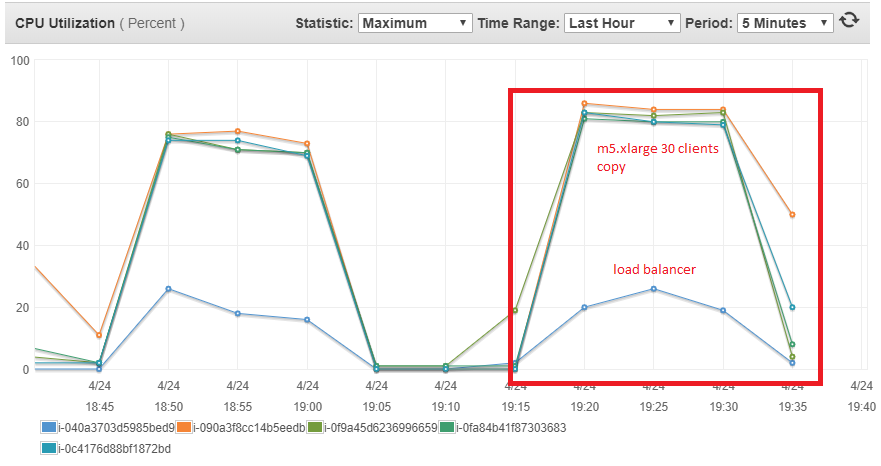 CPU Utilization ( Percent )
Statistic: Maximum Time Range: Last Hour Period: 5 Minutes
100
80
60
40
20
0
m5.xlarge 30 clients
copy
load balancer
4/24 4/24 4/24 4/24 4/24 4/24 4/24 4/24 4/24 4/24 4/24 4/24
18:45 18:50 18:55 19:00 19:05 19:10 19:15 19:20 19:25 19:30 19:35 19:40
i-040a3703d5985bed9 i-090a3f8cc14b5eedb i-0f9a45d6236996659 i-0fa84b41f87303683
i-0c4176d88bf1872bd